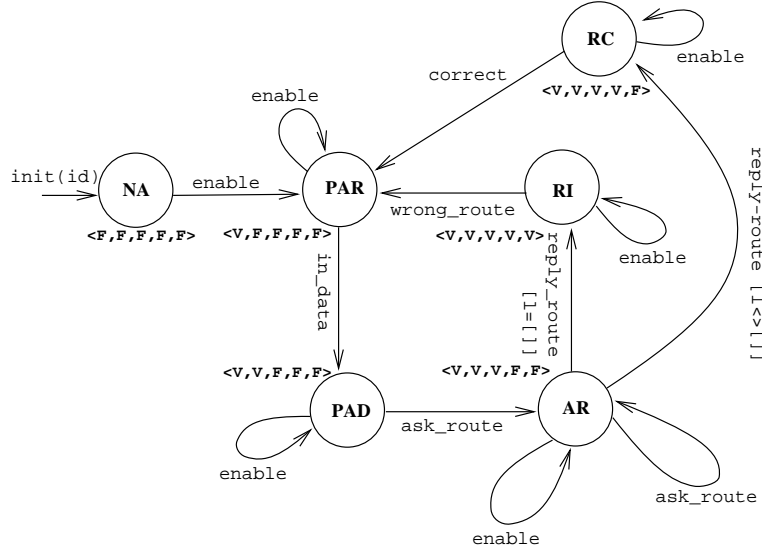 RC
enable
correct
<V,V,V,V,F>
enable
init(id)
NA
enable
PAR
RI
wrong_route
<F,F,F,F,F>
<V,F,F,F,F>
<V,V,V,V,V>
enable
in_data
reply_route
[l=[]]
reply-route [l<>[]]
<V,V,F,F,F>
<V,V,V,F,F>
PAD
ask_route
AR
enable
ask_route
enable